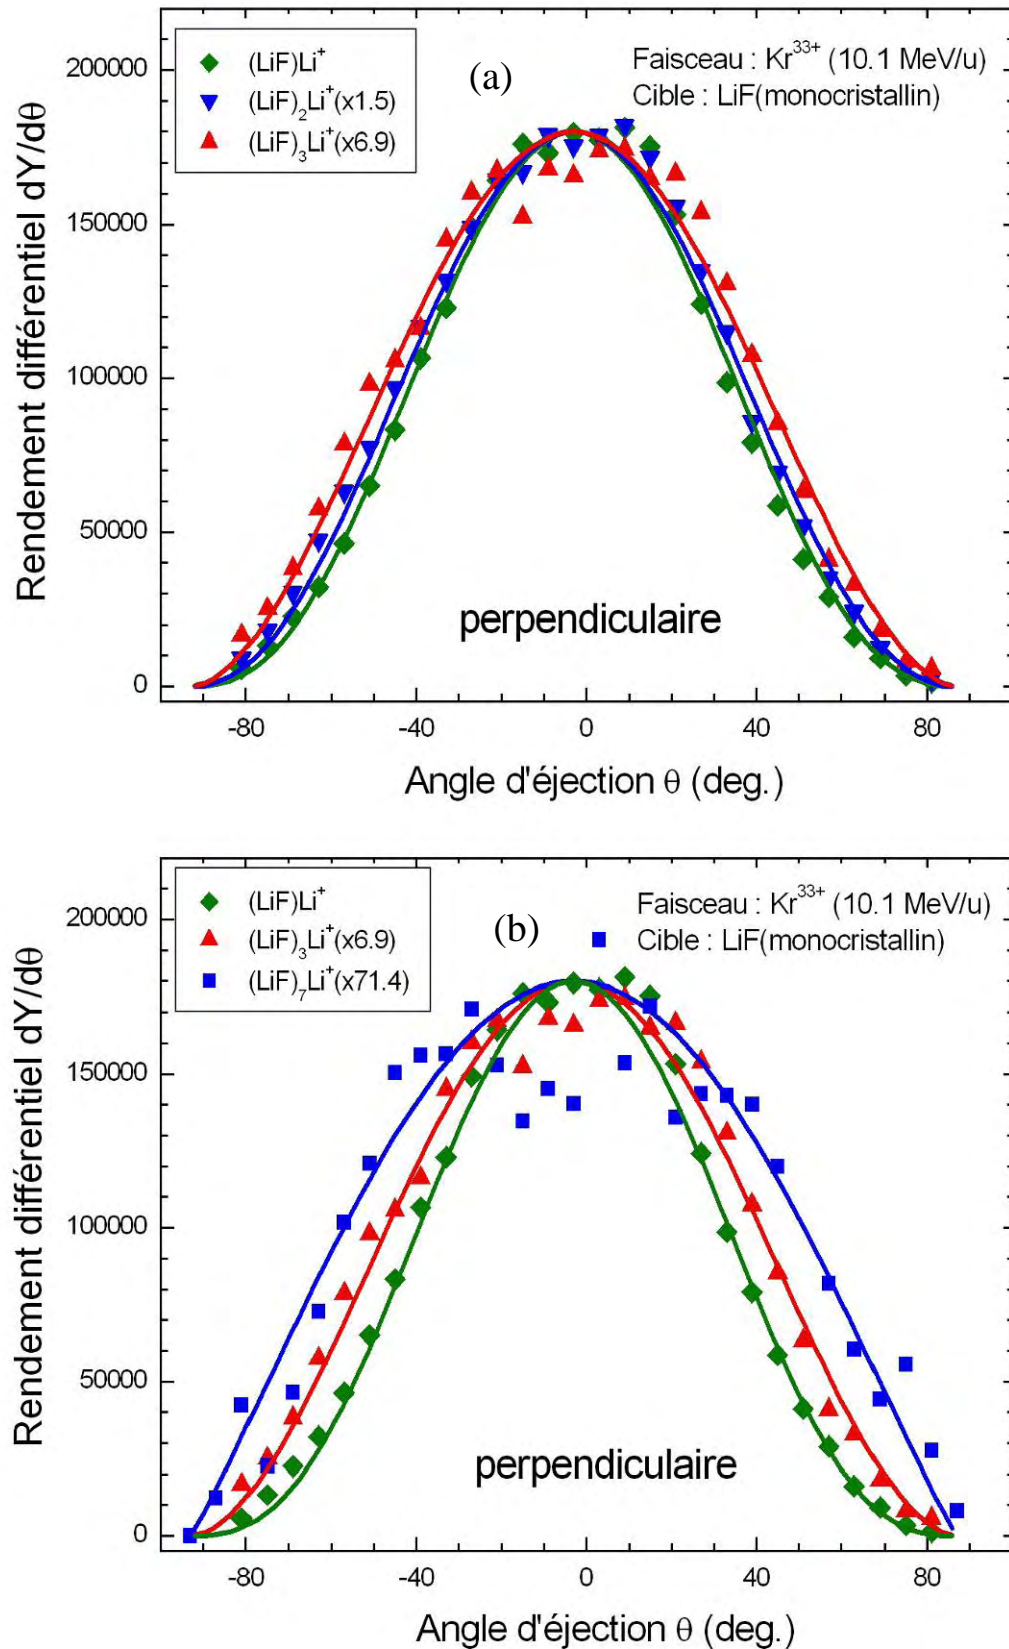 (LiF)Li⁺
(LiF)₂Li⁺(x1.5)
(LiF)₃Li⁺(x6.9)
(a)
Faisceau : Kr³³⁺ (10.1 MeV/u)
Cible : LiF(monocristallin)
200000
150000
100000
50000
0
Rendement différentiel dY/dθ
perpendiculaire
-80 -40 0 40 80
Angle d'éjection θ (deg.)
(LiF)Li⁺
(LiF)₃Li⁺(x6.9)
(LiF)₇Li⁺(x71.4)
(b)
Faisceau : Kr³³⁺ (10.1 MeV/u)
Cible : LiF(monocristallin)
200000
150000
100000
50000
0
Rendement différentiel dY/dθ
perpendiculaire
-80 -40 0 40 80
Angle d'éjection θ (deg.)